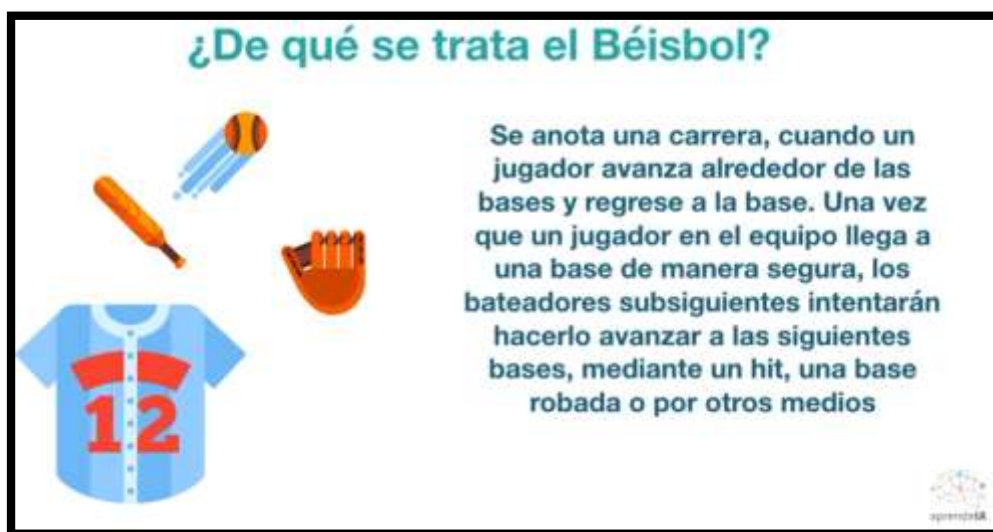 ¿De qué se trata el Béisbol?
Se anota una carrera, cuando un
jugador avanza alrededor de las
bases y regrese a la base. Una vez
que un jugador en el equipo llega a
una base de manera segura, los
bateadores subsiguientes intentarán
hacerlo avanzar a las siguientes
bases, mediante un hit, una base
robada o por otros medios
12
aprendeIA